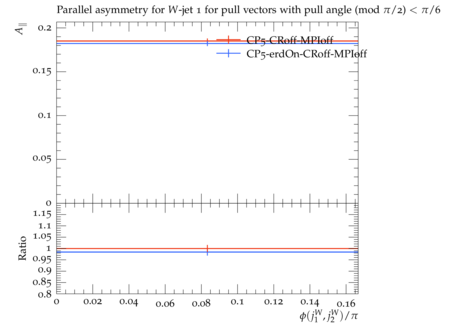 Parallel asymmetry for W-jet 1 for pull vectors with pull angle (mod π/2) < π/6
A∥
0.2
CP5-CRoff-MPIoff
CP5-erdOn-CRoff-MPIoff
0.15
0.1
0.05
0
Ratio
1.15
1.1
1.05
1
0.95
0.9
0.85
0.8
0 0.02 0.04 0.06 0.08 0.1 0.12 0.14 0.16
ϕ(j₁ᵂ, j₂ᵂ)/π